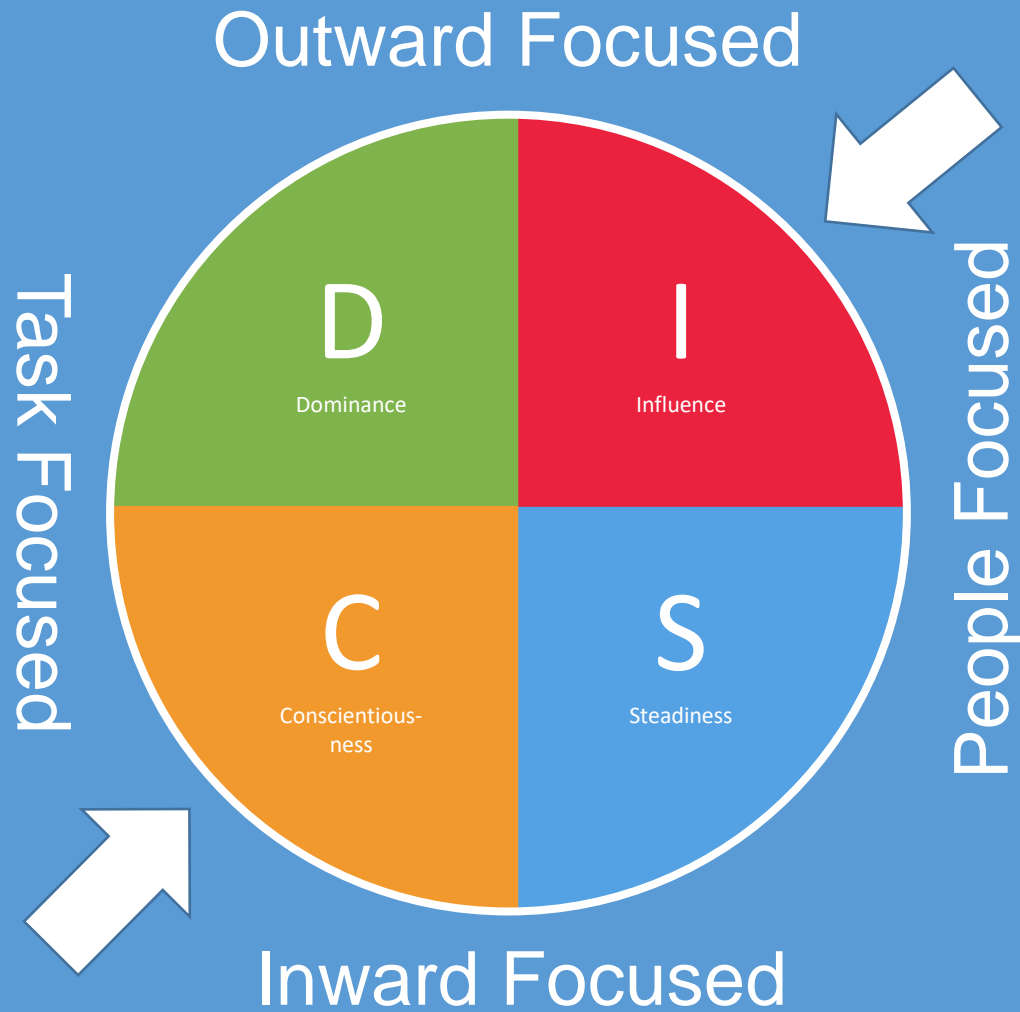 Outward Focused
Task Focused
D
Dominance
I
Influence
People Focused
C
Conscientious-
ness
S
Steadiness
Inward Focused